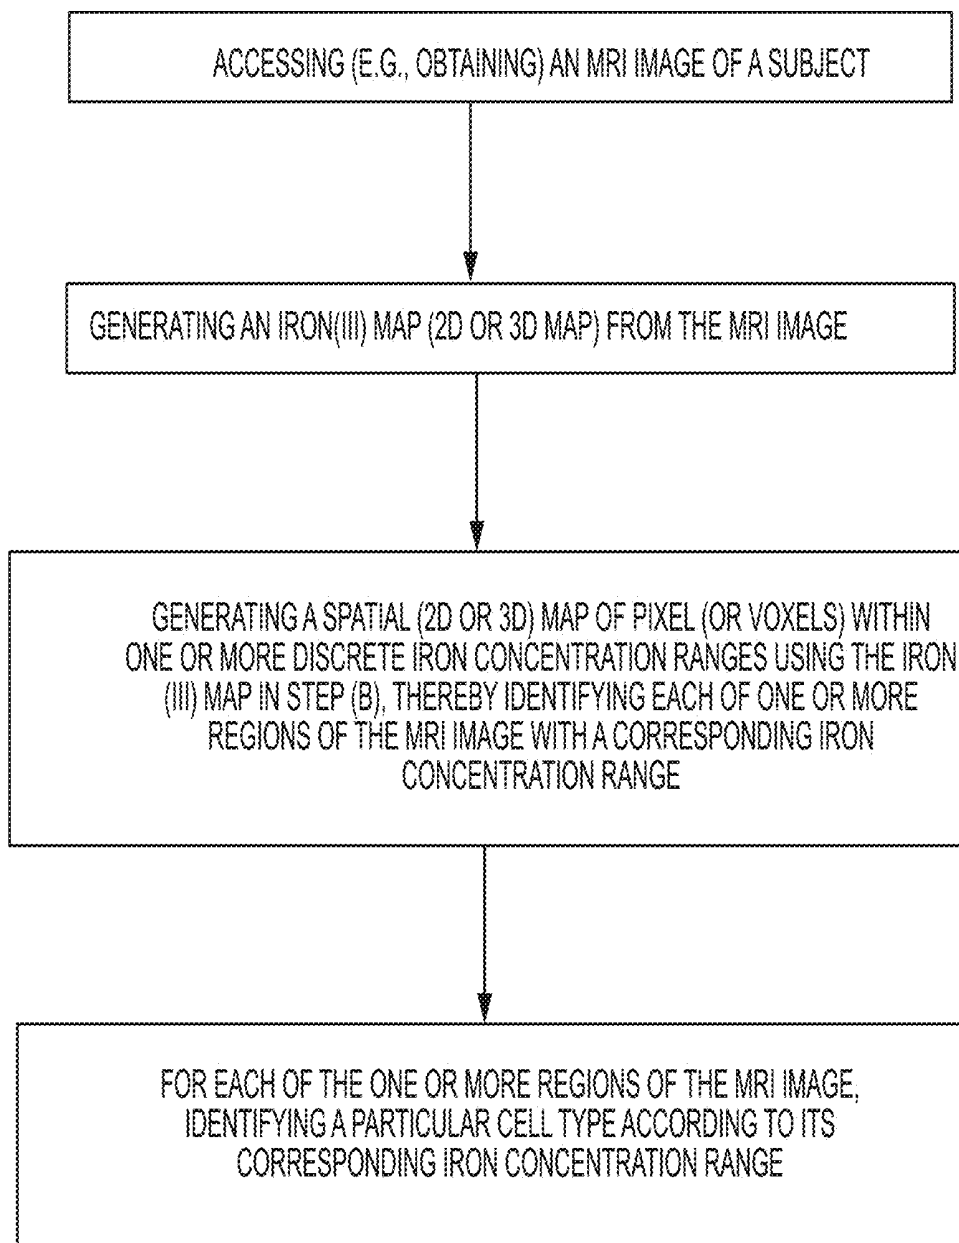 ACCESSING (E.G., OBTAINING) AN MRI IMAGE OF A SUBJECT
GENERATING AN IRON(III) MAP (2D OR 3D MAP) FROM THE MRI IMAGE
GENERATING A SPATIAL (2D OR 3D) MAP OF PIXEL (OR VOXELS) WITHIN
ONE OR MORE DISCRETE IRON CONCENTRATION RANGES USING THE IRON
(III) MAP IN STEP (B), THEREBY IDENTIFYING EACH OF ONE OR MORE
REGIONS OF THE MRI IMAGE WITH A CORRESPONDING IRON
CONCENTRATION RANGE
FOR EACH OF THE ONE OR MORE REGIONS OF THE MRI IMAGE,
IDENTIFYING A PARTICULAR CELL TYPE ACCORDING TO ITS
CORRESPONDING IRON CONCENTRATION RANGE